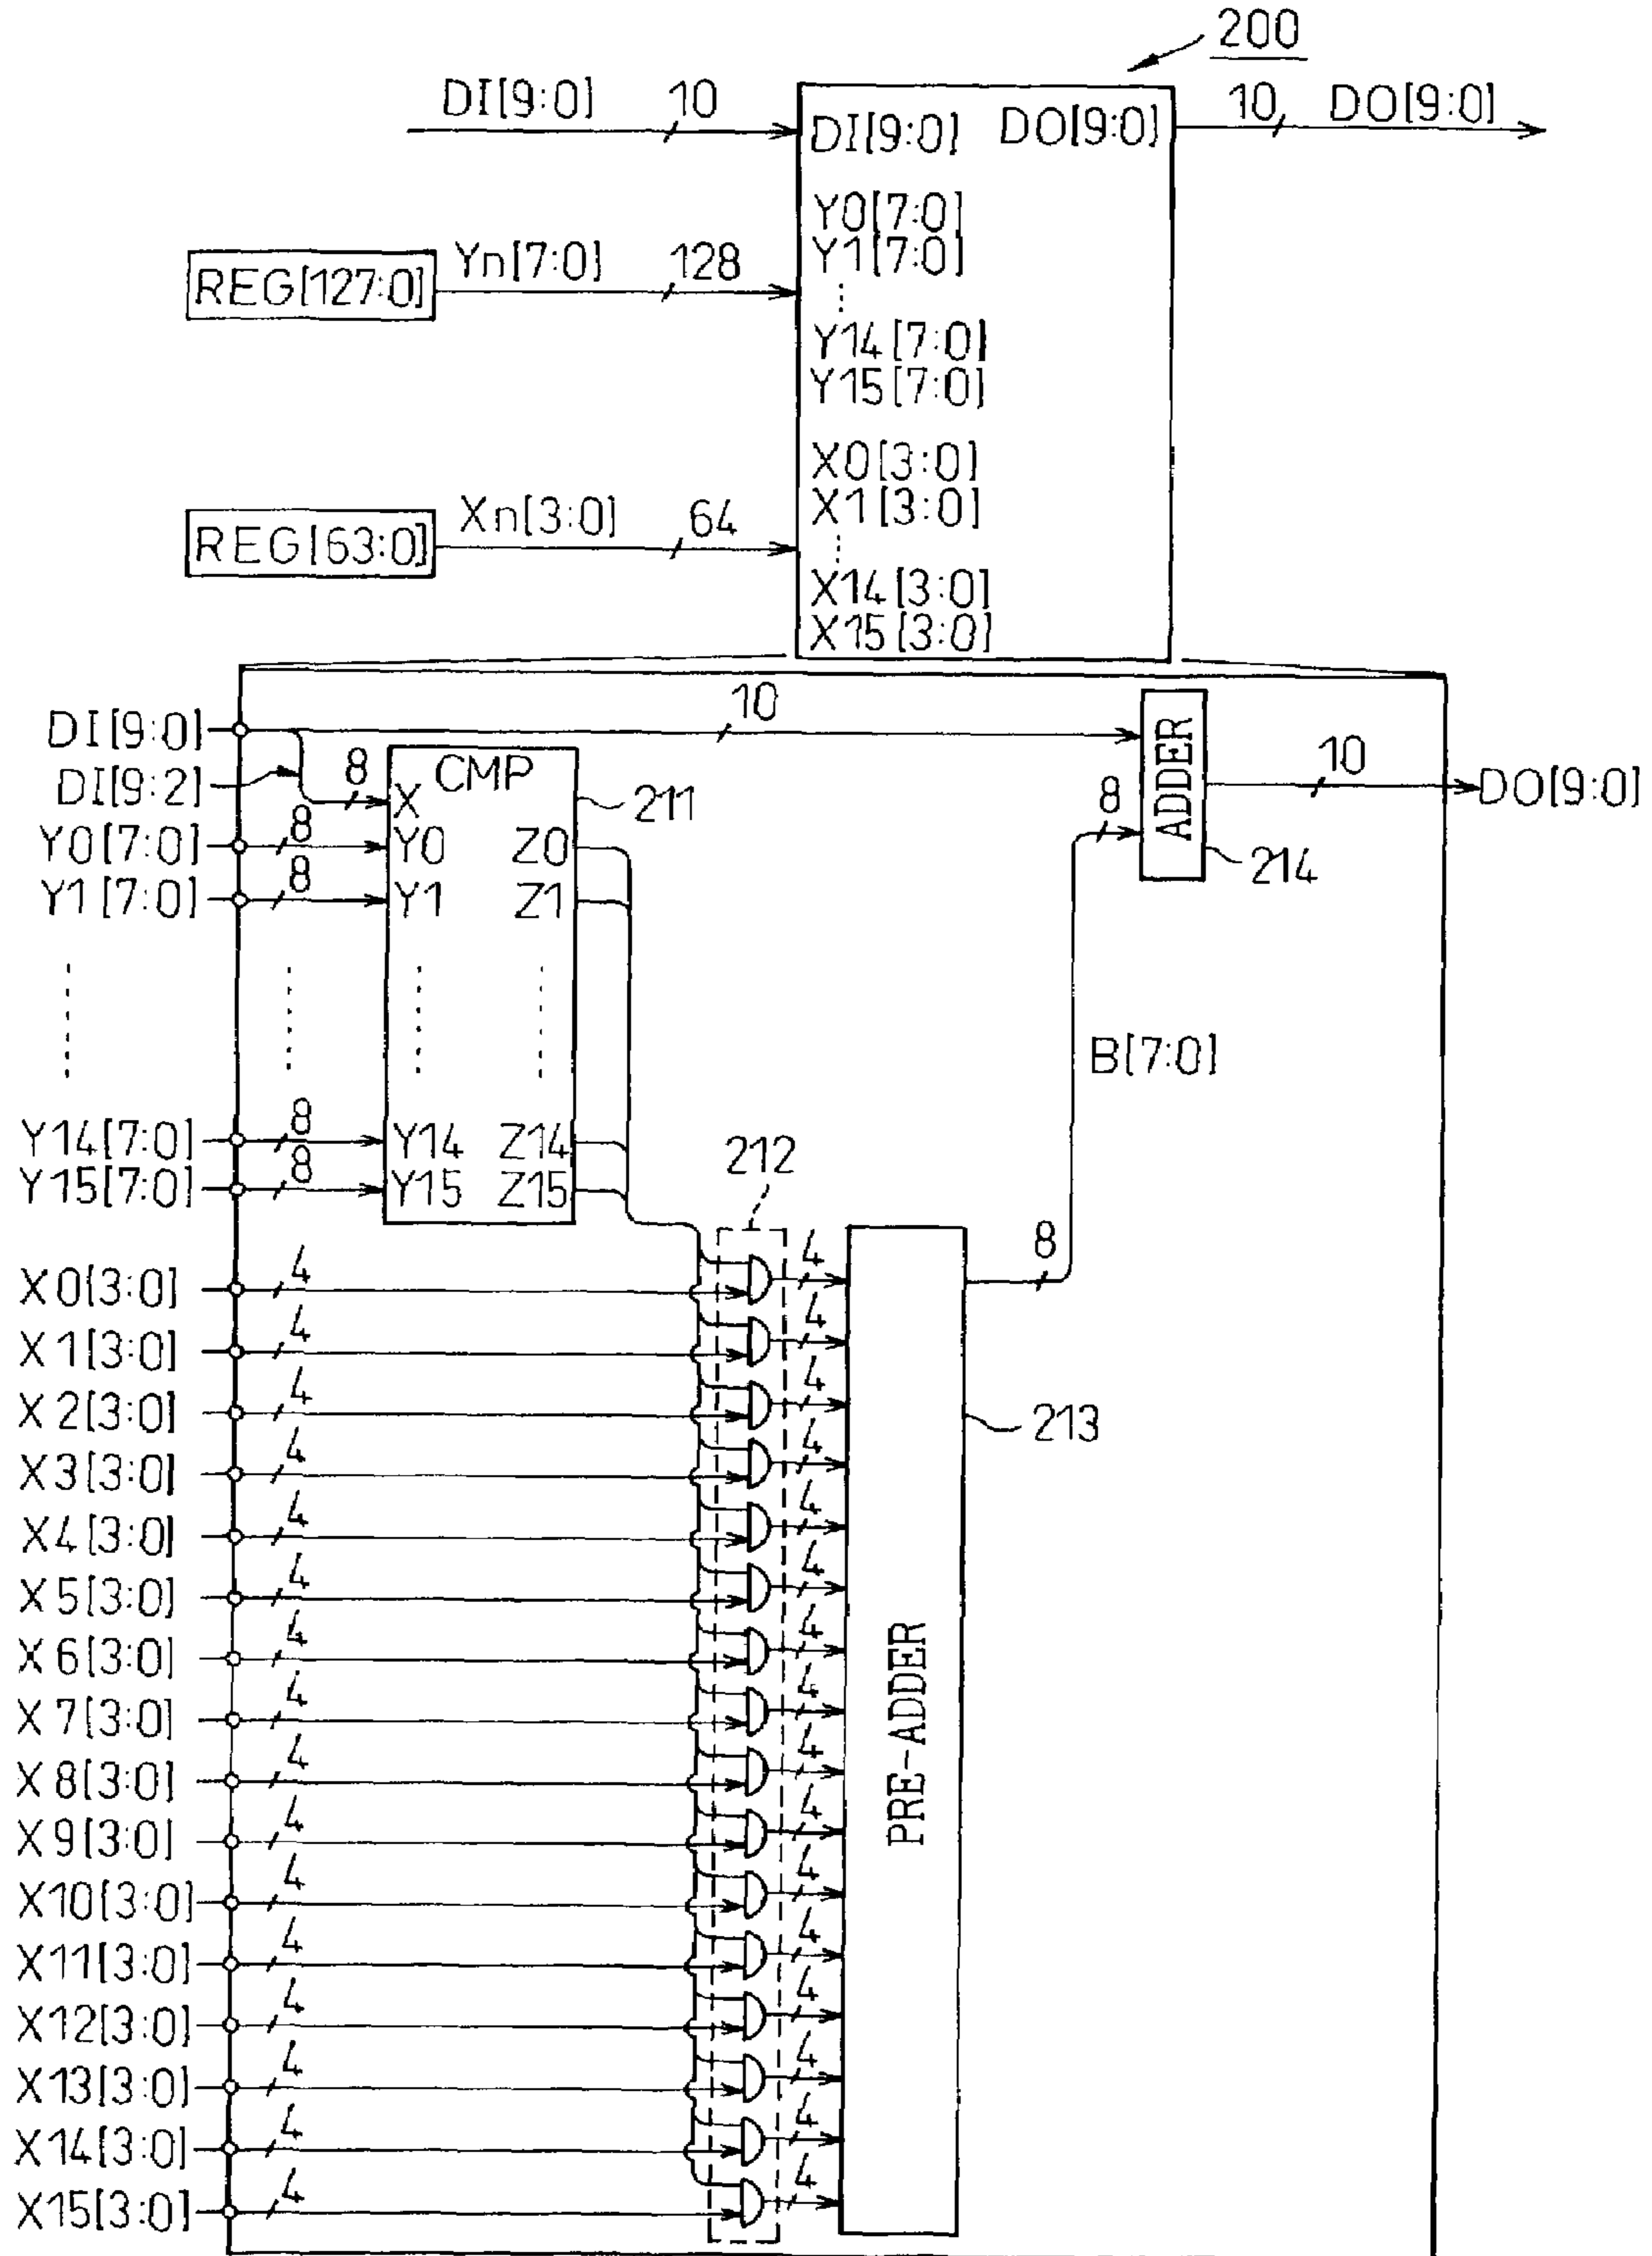 200
DI[9:0] 10
DI[9:0] DO[9:0]
10 DO[9:0]
Y0[7:0]
Y1[7:0]
REG[127:0] Yn[7:0] 128
Y14[7:0]
Y15[7:0]
X0[3:0]
X1[3:0]
REG[63:0] Xn[3:0] 64
X14[3:0]
X15[3:0]
DI[9:0] 10 ADDER 10 DO[9:0]
DI[9:2] 8 X CMP 211
8 214
Y0[7:0] 8 Y0 Z0
Y1[7:0] 8 Y1 Z1
B[7:0]
Y14[7:0] 8 Y14 Z14
Y15[7:0] 8 Y15 Z15
212
8
X0[3:0] 4 4
X1[3:0] 4 4
X2[3:0] 4 4
213
X3[3:0] 4 4
X4[3:0] 4 4
X5[3:0] 4 4
X6[3:0] 4 4
X7[3:0] 4 4
PRE-ADDER
X8[3:0] 4 4
X9[3:0] 4 4
X10[3:0] 4 4
X11[3:0] 4 4
X12[3:0] 4 4
X13[3:0] 4 4
X14[3:0] 4 4
X15[3:0] 4 4